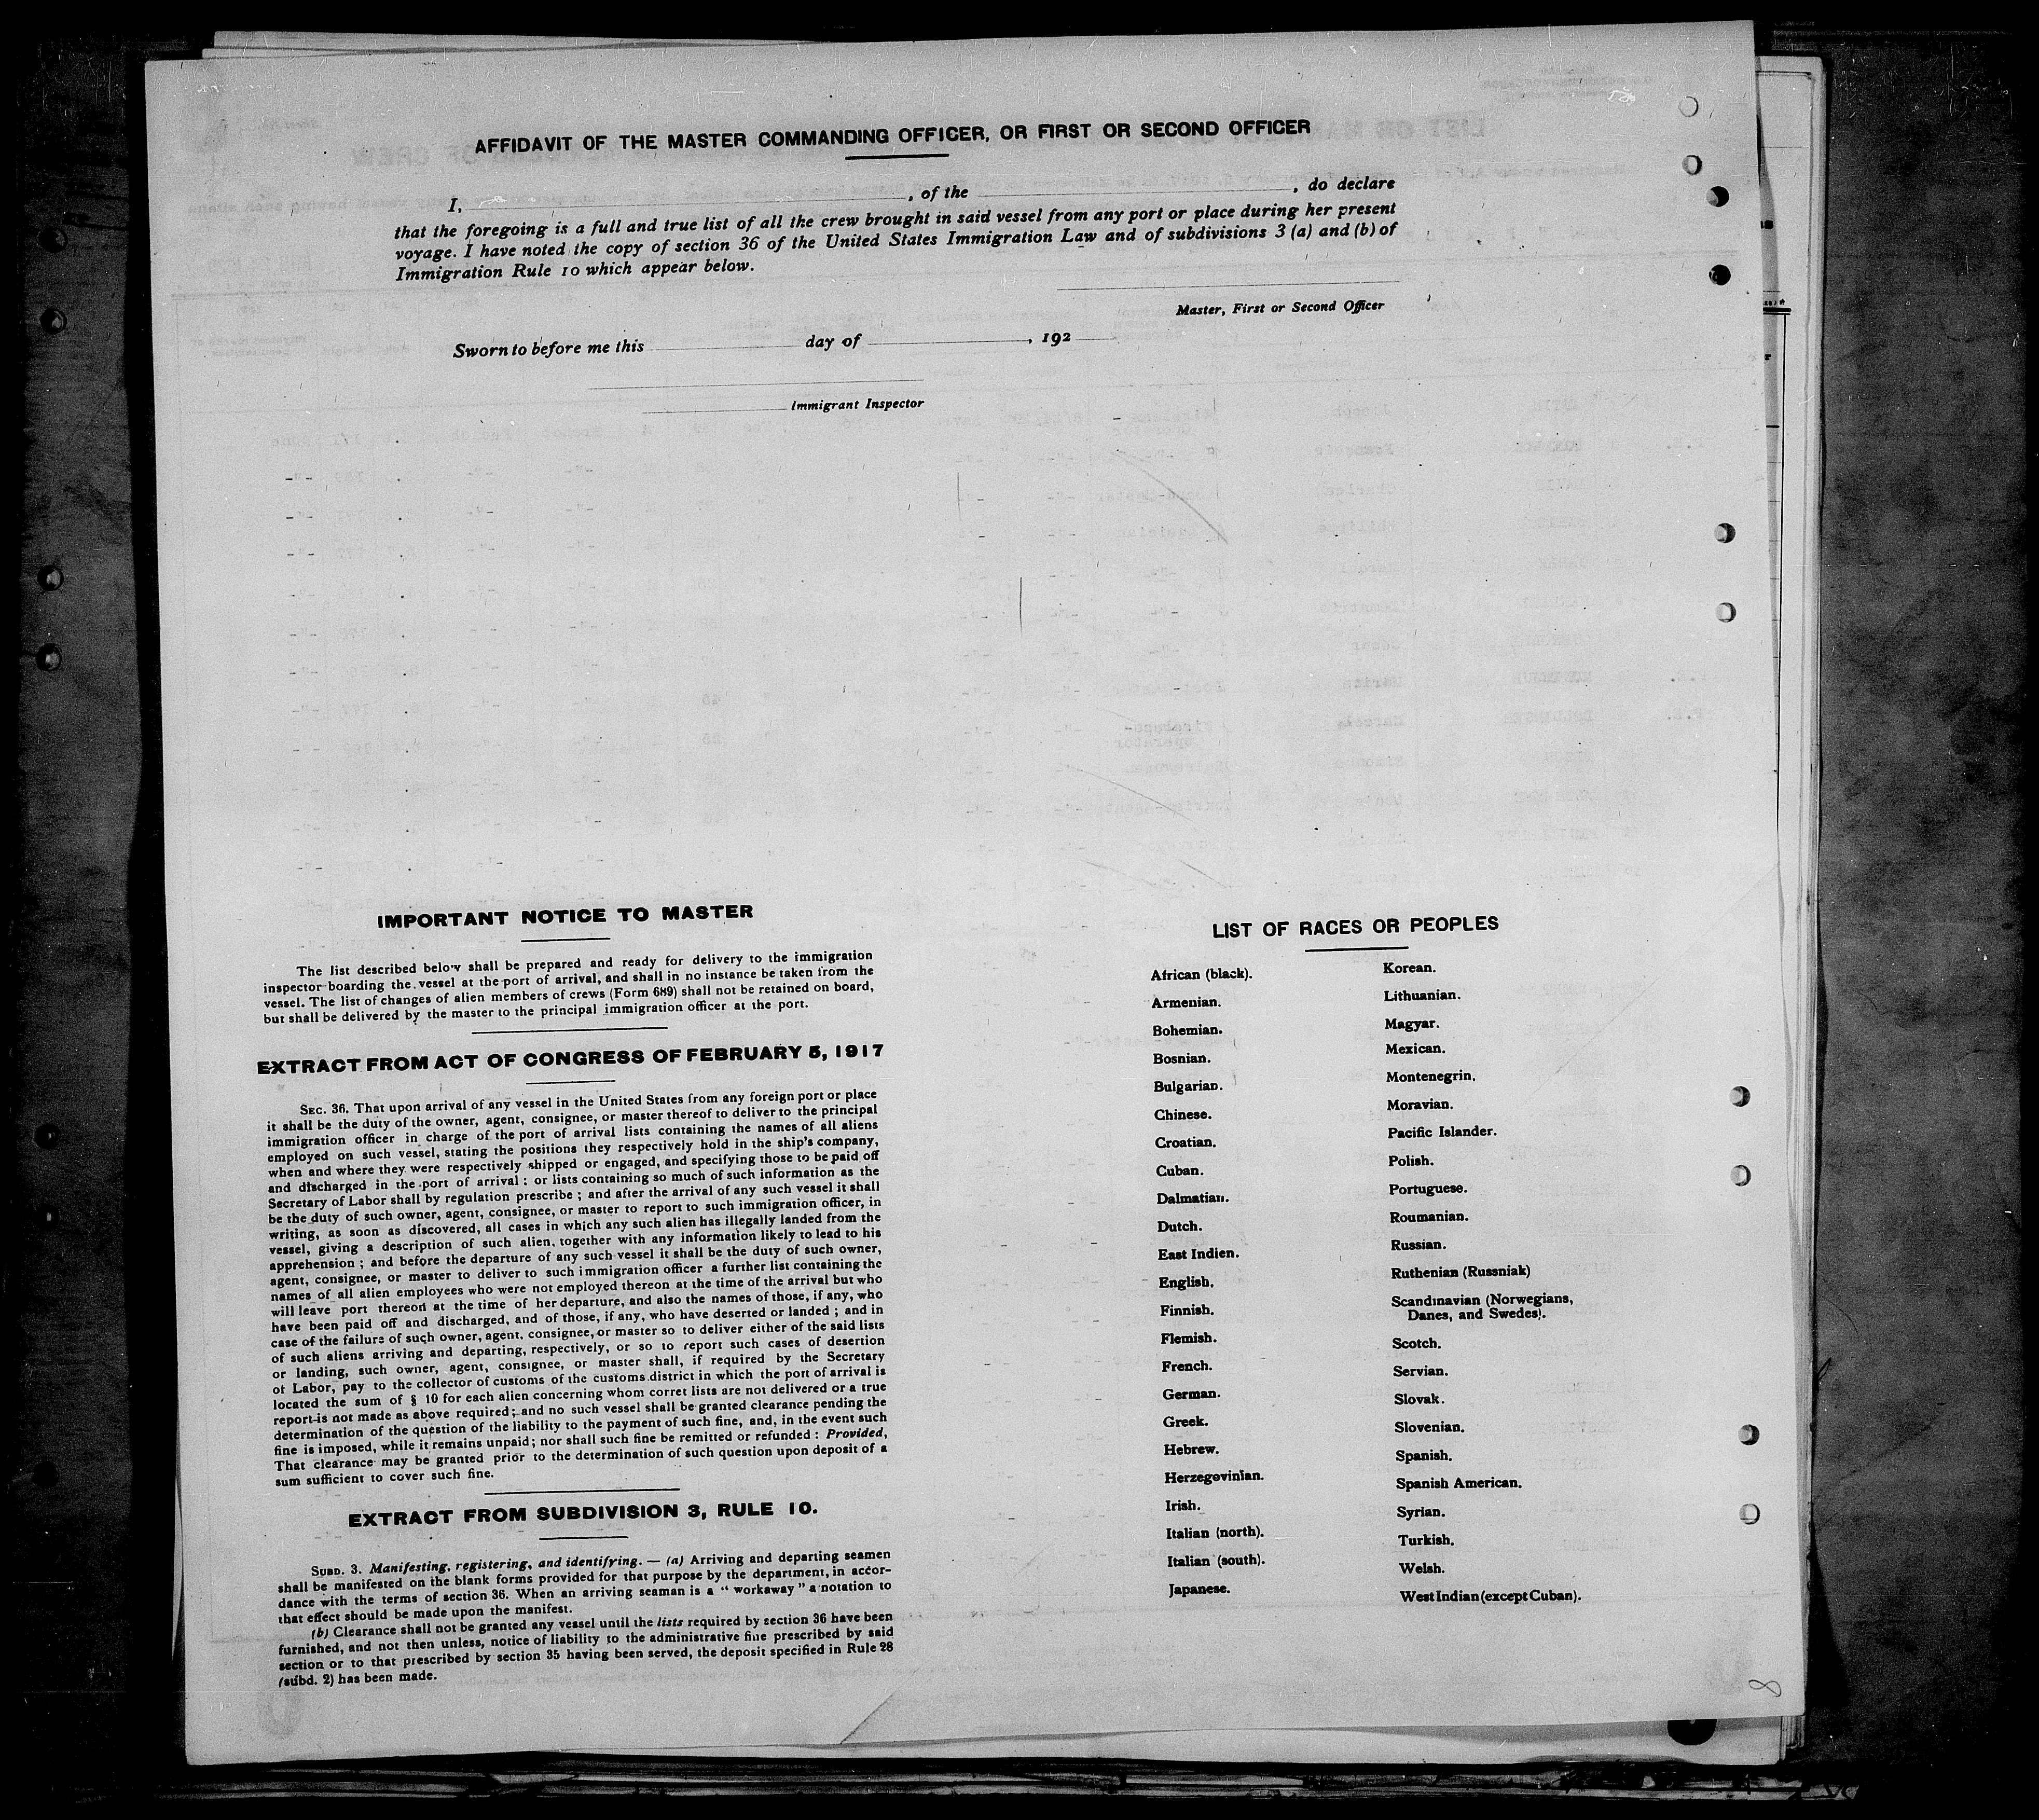 AFFIDAVIT OF THE MASTER COMMANDING OFFICER, OR FIRST OR SECOND OFFICER
I, , of the , do declare
that the foregoing is a full and true list of all the crew brought in said vessel from any port or place during her present
voyage. I have noted the copy of section 36 of the United States Immigration Law and of subdivisions 3 (a) and (b) of
Immigration Rule 10 which appear below.
Master, First or Second Officer
Sworn to before me this day of , 192
Immigrant Inspector
IMPORTANT NOTICE TO MASTER
The list described below shall be prepared and ready for delivery to the immigration
inspector boarding the vessel at the port of arrival, and shall in no instance be taken from the
vessel. The list of changes of alien members of crews (Form 689) shall not be retained on board,
but shall be delivered by the master to the principal immigration officer at the port.
EXTRACT FROM ACT OF CONGRESS OF FEBRUARY 5, 1917
SEC. 36. That upon arrival of any vessel in the United States from any foreign port or place
it shall be the duty of the owner, agent, consignee, or master thereof to deliver to the principal
immigration officer in charge of the port of arrival lists containing the names of all aliens
employed on such vessel, stating the positions they respectively hold in the ship's company,
when and where they were respectively shipped or engaged, and specifying those to be paid off
and discharged in the port of arrival : or lists containing so much of such information as the
Secretary of Labor shall by regulation prescribe ; and after the arrival of any such vessel it shall
be the duty of such owner, agent, consignee, or master to report to such immigration officer, in
writing, as soon as discovered, all cases in which any such alien has illegally landed from the
vessel, giving a description of such alien, together with any information likely to lead to his
apprehension ; and before the departure of any such vessel it shall be the duty of such owner,
agent, consignee, or master to deliver to such immigration officer a further list containing the
names of all alien employees who were not employed thereon at the time of the arrival but who
will leave port thereon at the time of her departure, and also the names of those, if any, who
have been paid off and discharged, and of those, if any, who have deserted or landed ; and in
case of the failure of such owner, agent, consignee, or master so to deliver either of the said lists
of such aliens arriving and departing, respectively, or so to report such cases of desertion
or landing, such owner, agent, consignee, or master shall, if required by the Secretary
of Labor, pay to the collector of customs of the customs district in which the port of arrival is
located the sum of § 10 for each alien concerning whom corret lists are not delivered or a true
report is not made as above required ; and no such vessel shall be granted clearance pending the
determination of the question of the liability to the payment of such fine, and, in the event such
fine is imposed, while it remains unpaid ; nor shall such fine be remitted or refunded : Provided,
That clearance may be granted prior to the determination of such question upon deposit of a
sum sufficient to cover such fine.
EXTRACT FROM SUBDIVISION 3, RULE 10.
SUBD. 3. Manifesting, registering, and identifying. — (a) Arriving and departing seamen
shall be manifested on the blank forms provided for that purpose by the department, in accor-
dance with the terms of section 36. When an arriving seaman is a " workaway " a notation to
that effect should be made upon the manifest.
(b) Clearance shall not be granted any vessel until the lists required by section 36 have been
furnished, and not then unless, notice of liability to the administrative fine prescribed by said
section or to that prescribed by section 35 having been served, the deposit specified in Rule 28
(subd. 2) has been made.
LIST OF RACES OR PEOPLES
African (black).
Armenian.
Bohemian.
Bosnian.
Bulgarian.
Chinese.
Croatian.
Cuban.
Dalmatian.
Dutch.
East Indien.
English.
Finnish.
Flemish.
French.
German.
Greek.
Hebrew.
Herzegovinian.
Irish.
Italian (north).
Italian (south).
Japanese.
Korean.
Lithuanian.
Magyar.
Mexican.
Montenegrin.
Moravian.
Pacific Islander.
Polish.
Portuguese.
Roumanian.
Russian.
Ruthenian (Russniak)
Scandinavian (Norwegians,
Danes, and Swedes).
Scotch.
Servian.
Slovak.
Slovenian.
Spanish.
Spanish American.
Syrian.
Turkish.
Welsh.
West Indian (except Cuban).
8